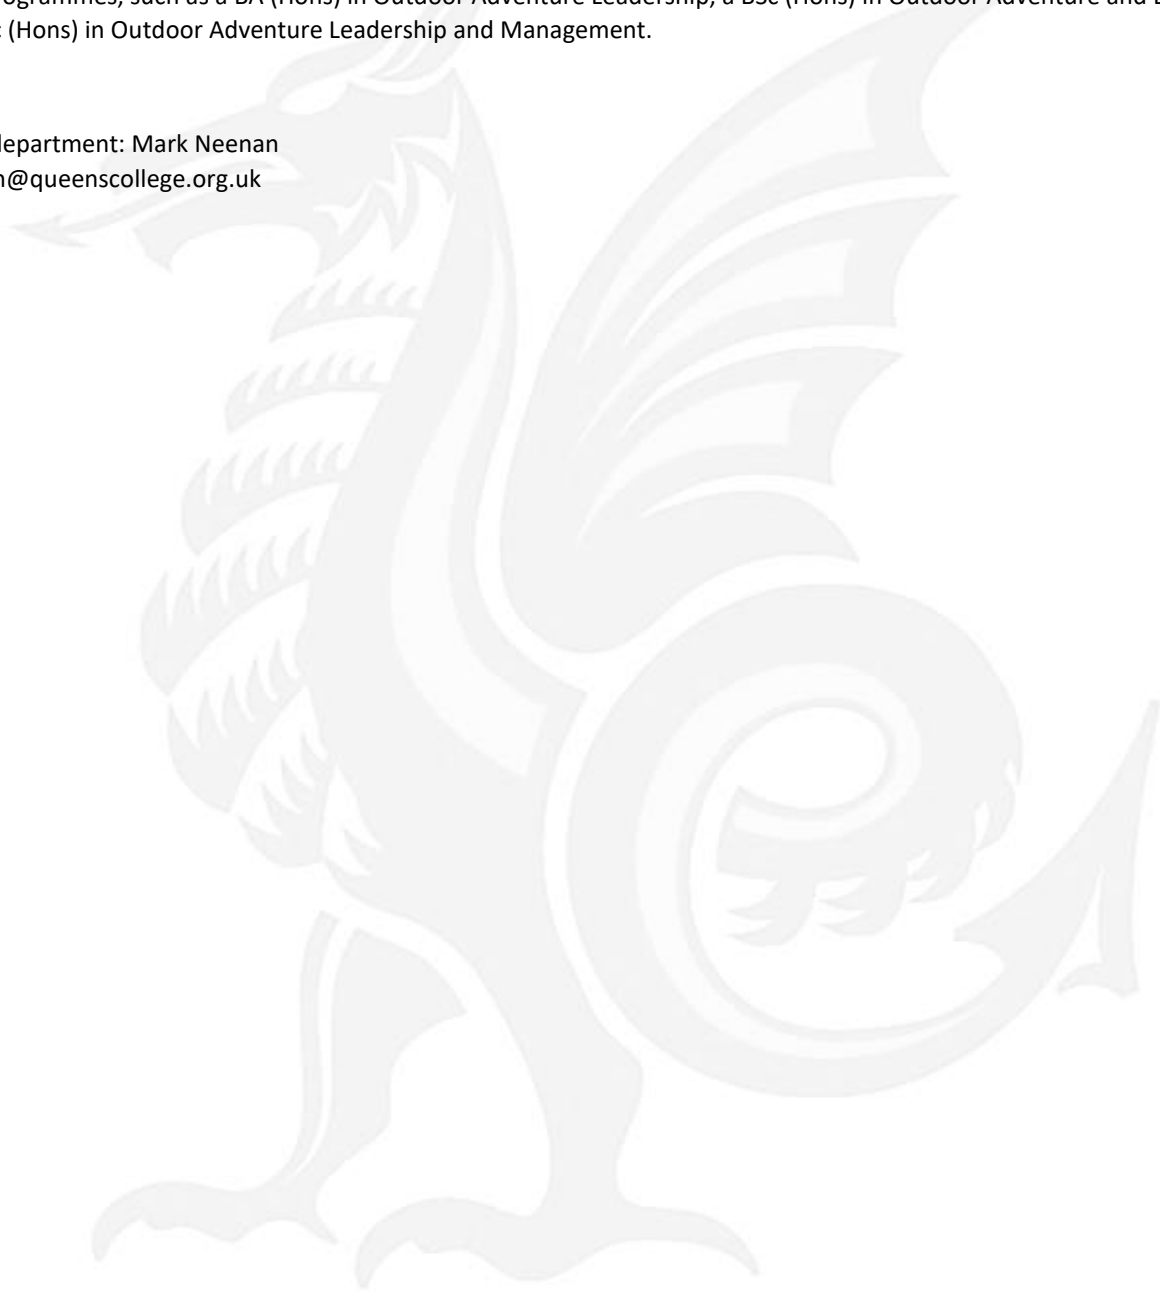 ogrammes, such as a BA (Hons) in Outdoor Adventure Leadership, a BSc (Hons) in Outdoor Adventure and
(Hons) in Outdoor Adventure Leadership and Management.
department: Mark Neenan
n@queenscollege.org.uk